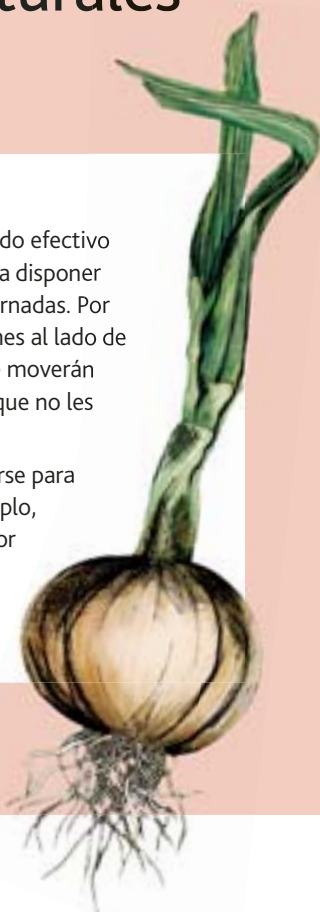 turales
do efectivo
a disponer
rnadas. Por
nes al lado de
moverán
que no les
rse para
plo,
or